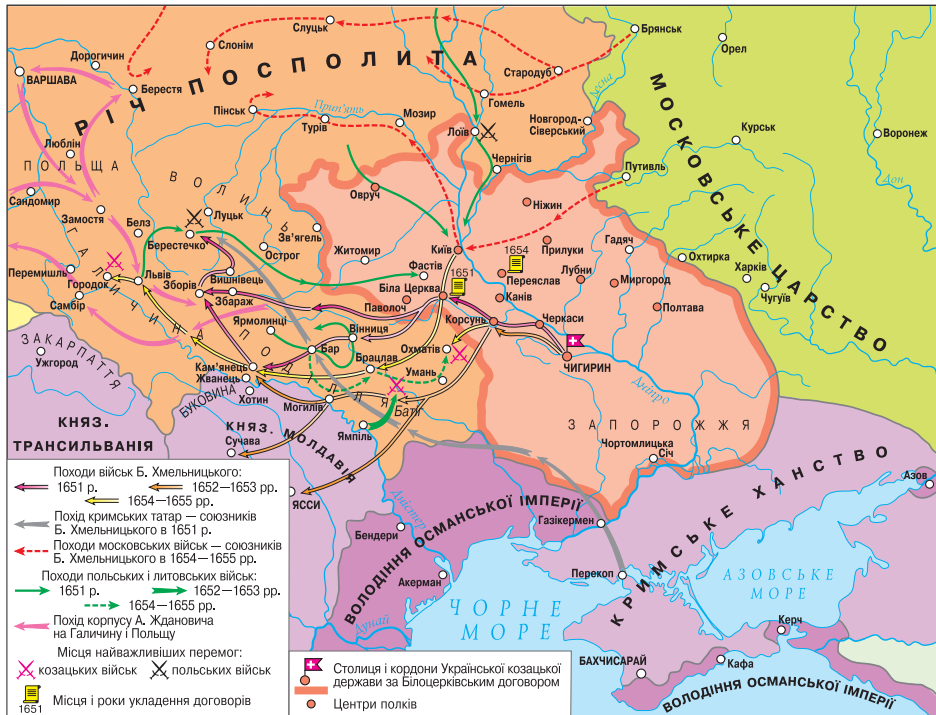 Слуцьк
Брянськ
Орел
Слонім
Дорогичин
ВАРШАВА
РІЧ ПОСПОЛИТА
Стародуб
Берестя
Гомель
Десна
Пінськ
Прип'ять
Мозир
Турів
Лоїв
Новгород-
Сіверський
МОСКОВСЬКЕ ЦАРСТВО
Курськ
Воронеж
Люблін
ПОЛЬЩА
Чернігів
Путивль
Дон
Сандомир
ВОЛИНЬ
Овруч
Ніжин
Замостя
Белз
Луцьк
Берестечко
Зв'ягель
Острог
Житомир
Київ
1654
Прилуки
Гадяч
Охтирка
Харків
Чугуїв
ГАЛИЧИНА
Перемишль
Городок
Львів
Вишнівець
Фастів
1651
Переяслав
Лубни
Миргород
Самбір
Зборів
Збараж
Біла Церква
Паволоч
Канів
Полтава
Ярмолинці
Вінниця
Корсунь
Черкаси
ЗАКАРПАТТЯ
Ужгород
ПОДІЛЛЯ
Бар
Брацлав
Охматів
ЧИГИРИН
Кам'янець
Жванець
Умань
Дніпро
БУКОВИНА
Хотин
Могилів
Батіг
КНЯЗ.
ТРАНСИЛЬВАНІЯ
КНЯЗ. МОЛДАВІЯ
Сучава
Ямпіль
ЗАПОРОЖЖЯ
Чортомлицька
Січ
ЯССИ
Дністер
Бендери
Акерман
Дунай
ВОЛОДІННЯ ОСМАНСЬКОЇ ІМПЕРІЇ
Газікермен
КРИМСЬКЕ ХАНСТВО
Азов
Перекоп
АЗОВСЬКЕ
МОРЕ
ЧОРНЕ
МОРЕ
Керч
БАХЧИСАРАЙ
Кафа
ВОЛОДІННЯ ОСМАНСЬКОЇ ІМПЕРІЇ
Походи військ Б. Хмельницького:
1651 р. 1652—1653 рр.
1654—1655 рр.
Похід кримських татар — союзників
Б. Хмельницького в 1651 р.
Походи московських військ — союзників
Б. Хмельницького в 1654—1655 рр.
Походи польських і литовських військ:
1651 р. 1652—1653 рр.
1654—1655 рр.
Похід корпусу А. Ждановича
на Галичину і Польщу
Місця найважливіших перемог:
козацьких військ польських військ
1651 Місця і роки укладення договорів
Столиця і кордони Української козацької
держави за Білоцерківським договором
Центри полків